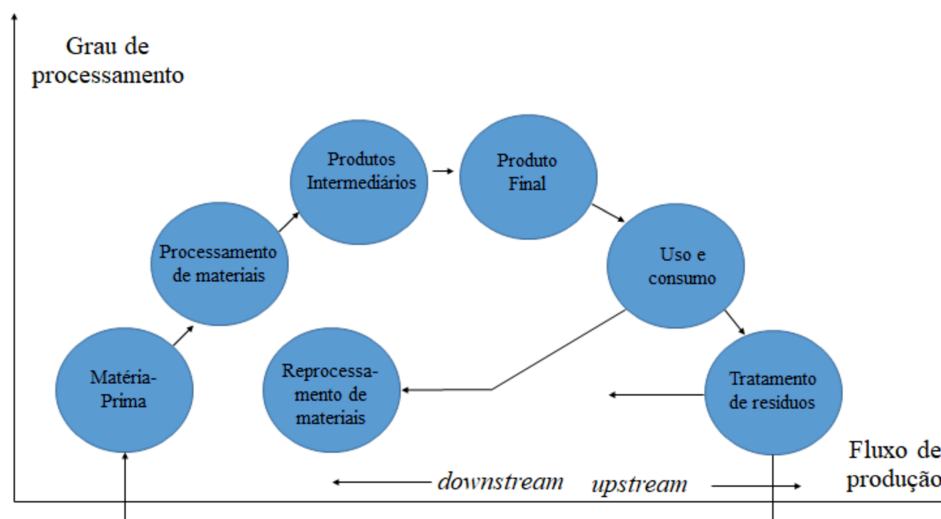 Grau de
processamento
Produtos
Intermediários
Produto
Final
Processamento
de materiais
Uso e
consumo
Matéria-
Prima
Reprocessa-
mento de
materiais
Tratamento
de resíduos
Fluxo de
produção
downstream
upstream